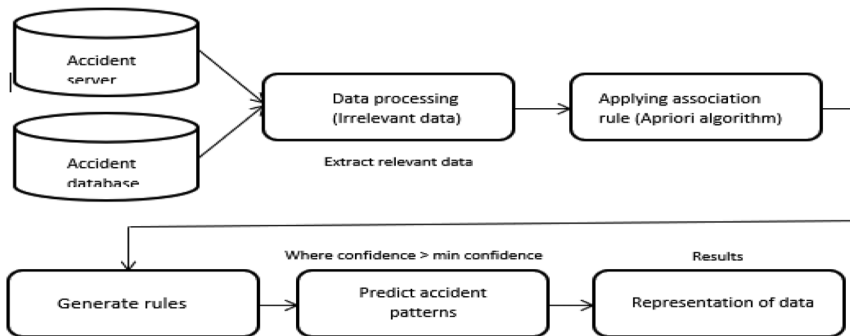 Accident
server
Accident
database
Data processing
(Irrelevant data)
Extract relevant data
Applying association
rule (Apriori algorithm)
Generate rules
Where confidence > min confidence
Predict accident
patterns
Results
Representation of data